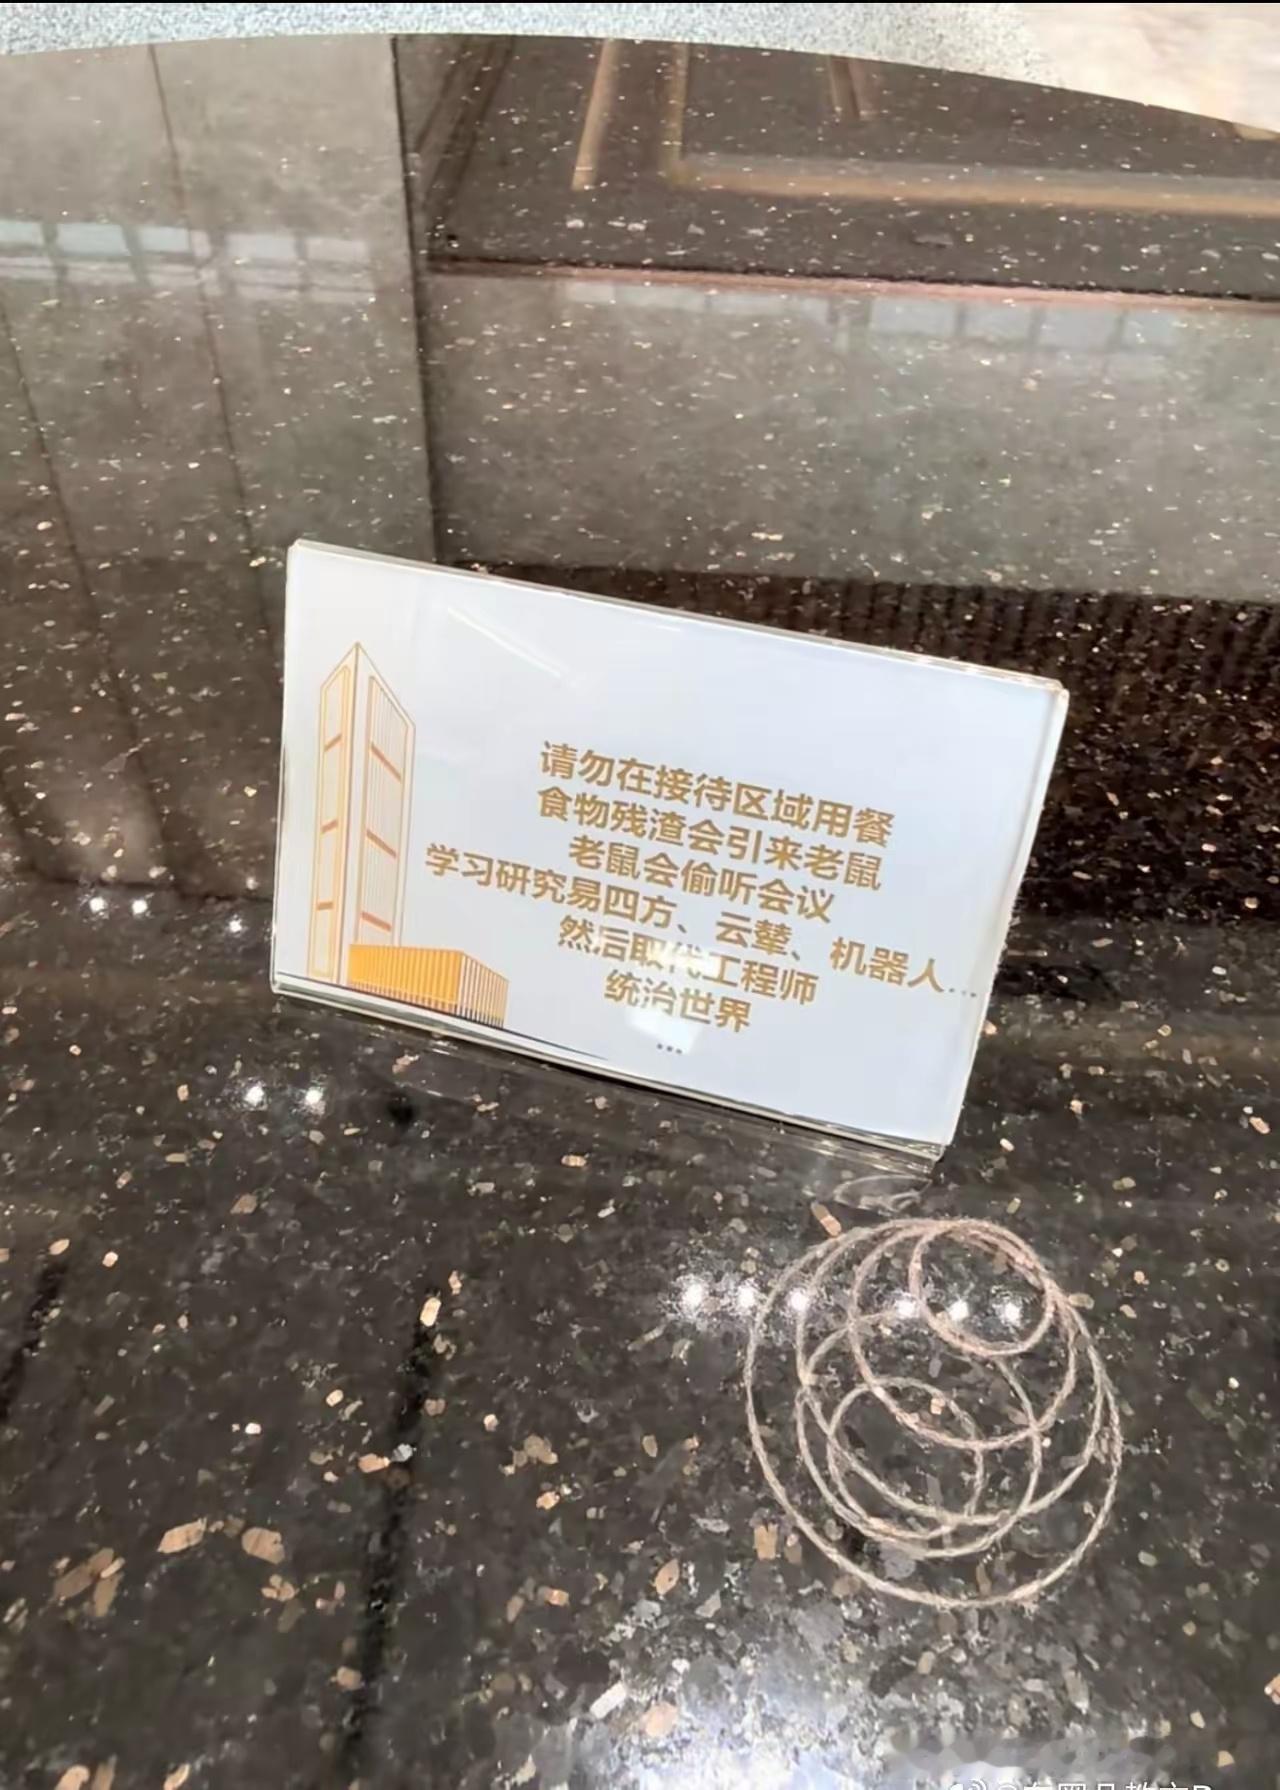 请勿在接待区域用餐
食物残渣会引来老鼠
老鼠会偷听会议
学习研究易四方、云辇、机器人...
然后取代工程师
统治世界
...